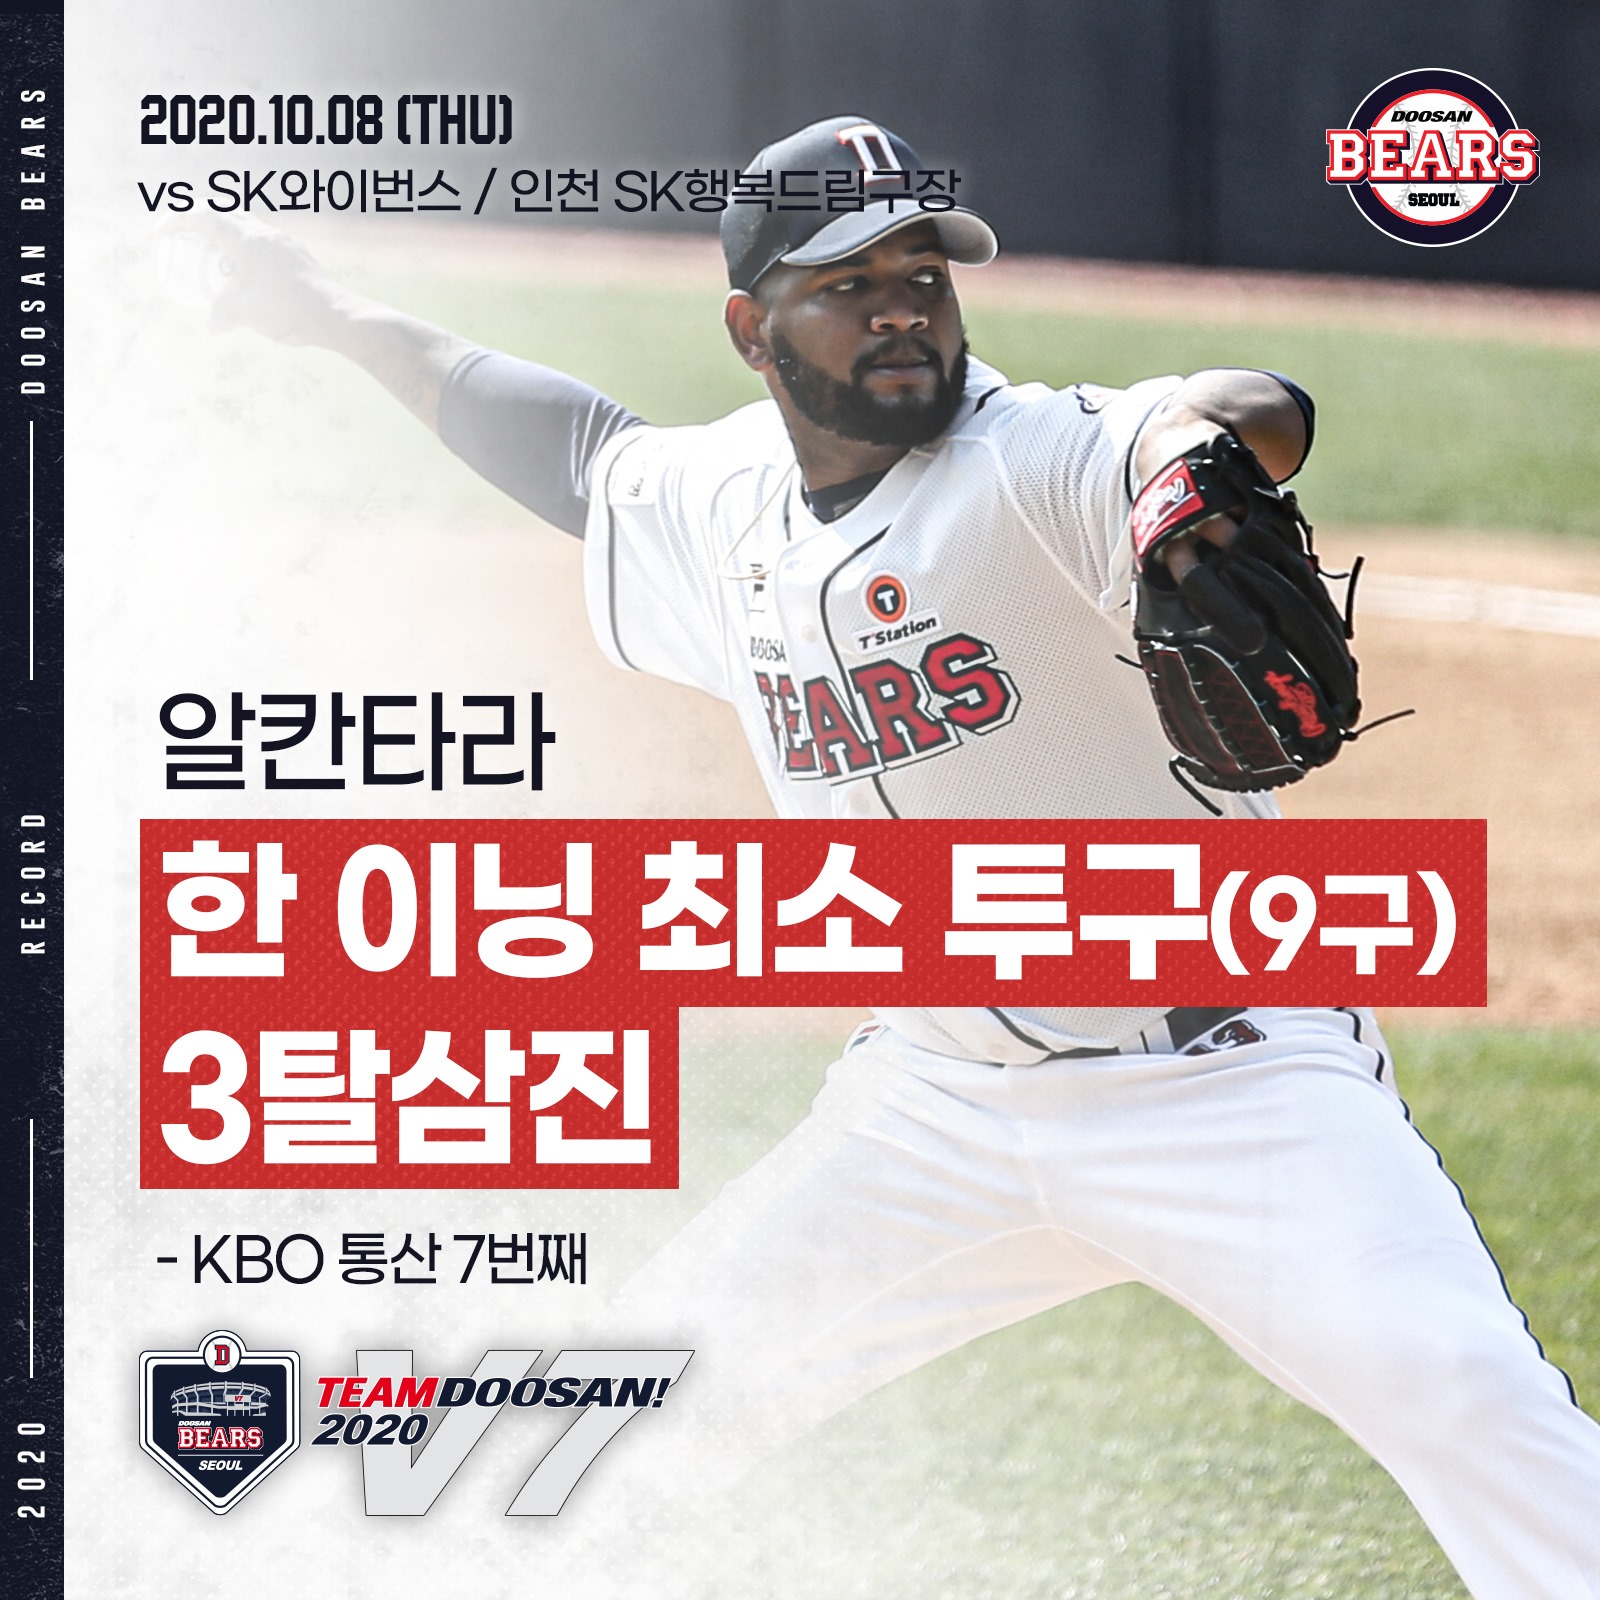 2020.10.08 (THU)
vs SK와이번스 / 인천 SK행복드림구장
DOOSAN
BEARS
SEOUL
DOOSAN BEARS
RECORD
2020
T
T'Station
BEARS
알칸타라
한 이닝 최소 투구(9구)
3탈삼진
- KBO 통산 7번째
D
V7
DOOSAN
BEARS
SEOUL
V7
TEAMDOOSAN!
2020